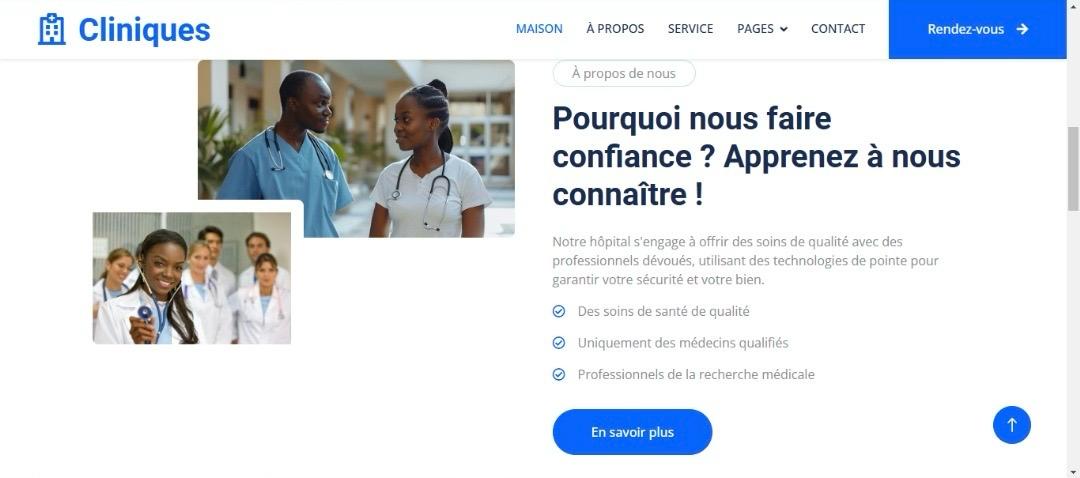 Cliniques
MAISON
À PROPOS
SERVICE
PAGES
CONTACT
Rendez-vous
À propos de nous
Pourquoi nous faire
confiance ? Apprenez à nous
connaître !
Notre hôpital s'engage à offrir des soins de qualité avec des
professionnels dévoués, utilisant des technologies de pointe pour
garantir votre sécurité et votre bien.
Des soins de santé de qualité
Uniquement des médecins qualifiés
Professionnels de la recherche médicale
En savoir plus